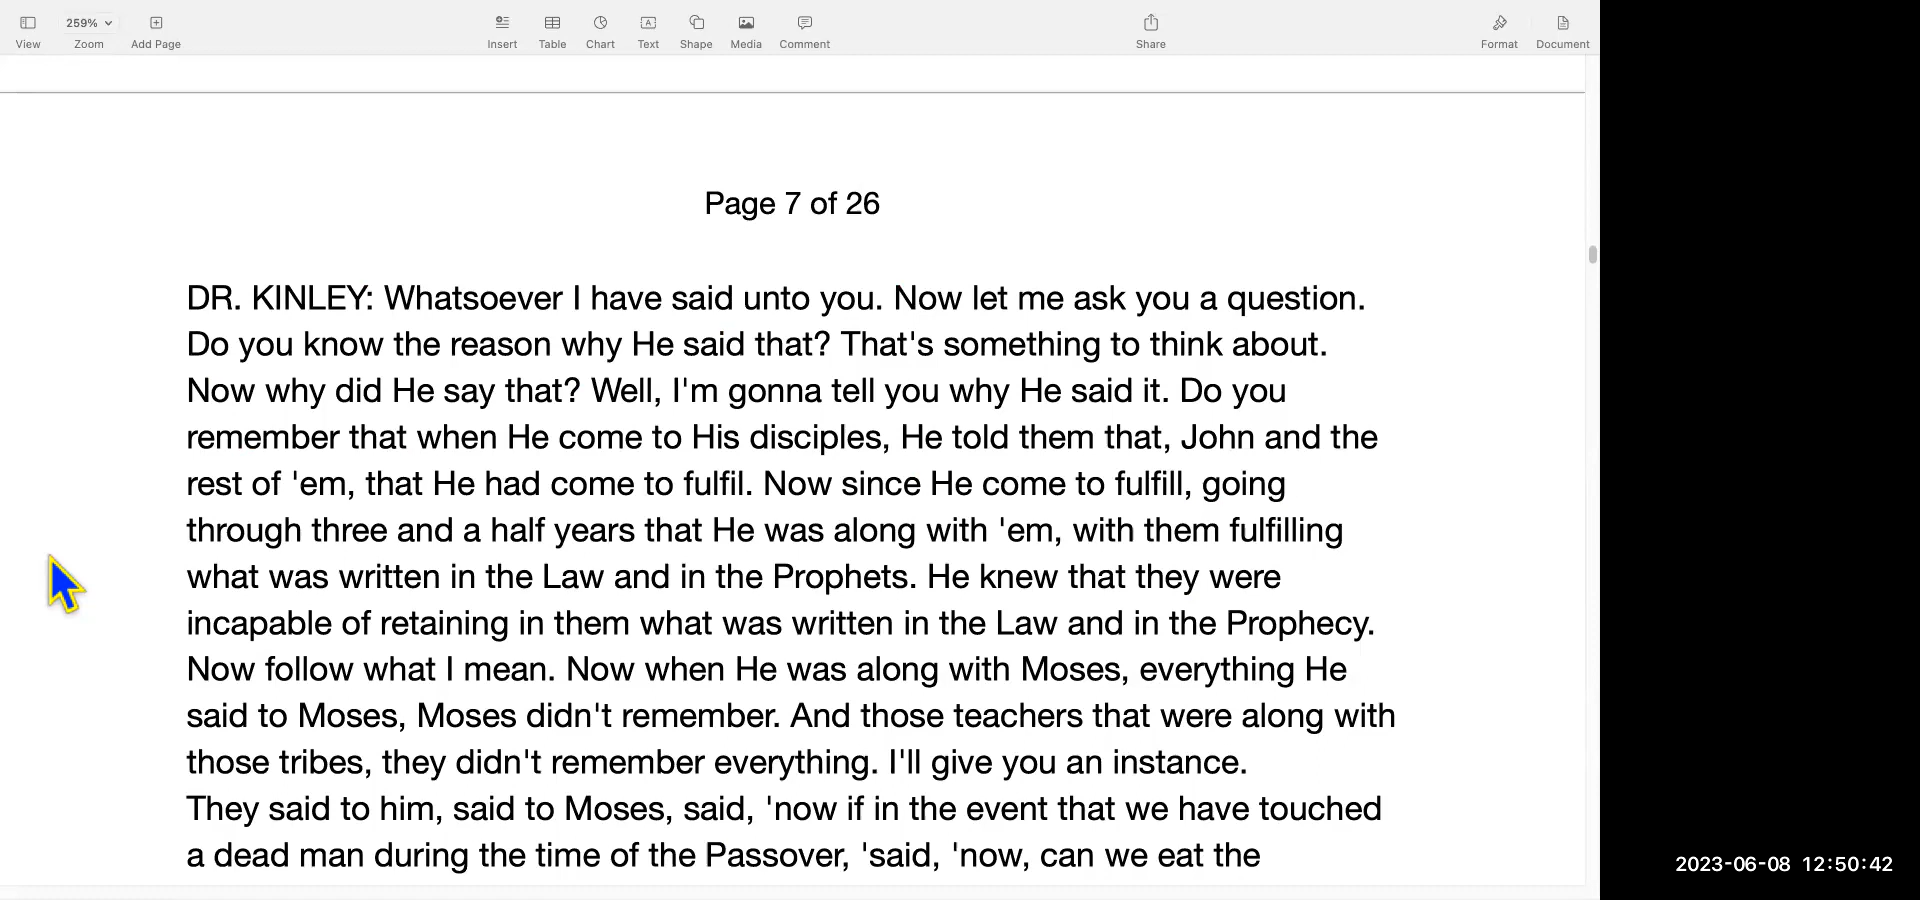 259%
View
Zoom
Add Page
Insert
Table
Chart
Text
Shape
Media
Comment
Share
Format
Document
Page 7 of 26
DR. KINLEY: Whatsoever I have said unto you. Now let me ask you a question.
Do you know the reason why He said that? That's something to think about.
Now why did He say that? Well, I'm gonna tell you why He said it. Do you
remember that when He come to His disciples, He told them that, John and the
rest of 'em, that He had come to fulfil. Now since He come to fulfill, going
through three and a half years that He was along with 'em, with them fulfilling
what was written in the Law and in the Prophets. He knew that they were
incapable of retaining in them what was written in the Law and in the Prophecy.
Now follow what I mean. Now when He was along with Moses, everything He
said to Moses, Moses didn't remember. And those teachers that were along with
those tribes, they didn't remember everything. I'll give you an instance.
They said to him, said to Moses, said, 'now if in the event that we have touched
a dead man during the time of the Passover, 'said, 'now, can we eat the
2023-06-08 12:50:42